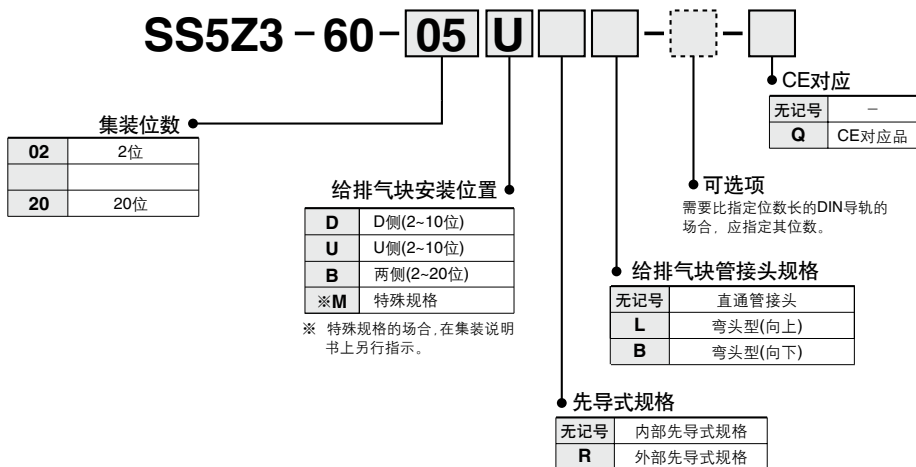 SS5Z3-60-05 U - -
CE对应
无记号 －
Q CE对应品
集装位数
02 2位
20 20位
给排气块安装位置
D D侧(2~10位)
U U侧(2~10位)
B 两侧(2~20位)
※M 特殊规格
※ 特殊规格的场合,在集装说明
书上另行指示。
可选项
需要比指定位数长的DIN导轨的
场合，应指定其位数。
给排气块管接头规格
无记号 直通管接头
L 弯头型(向上)
B 弯头型(向下)
先导式规格
无记号 内部先导式规格
R 外部先导式规格